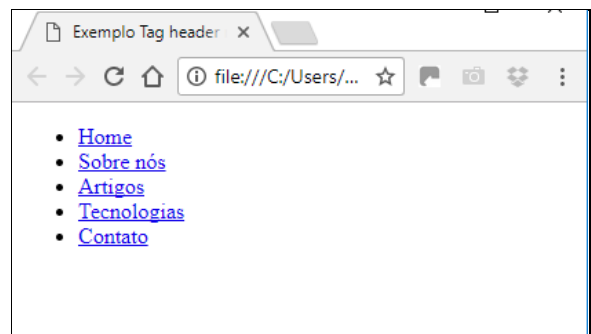 Exemplo Tag header
file:///C:/Users/...
Home
Sobre nós
Artigos
Tecnologias
Contato